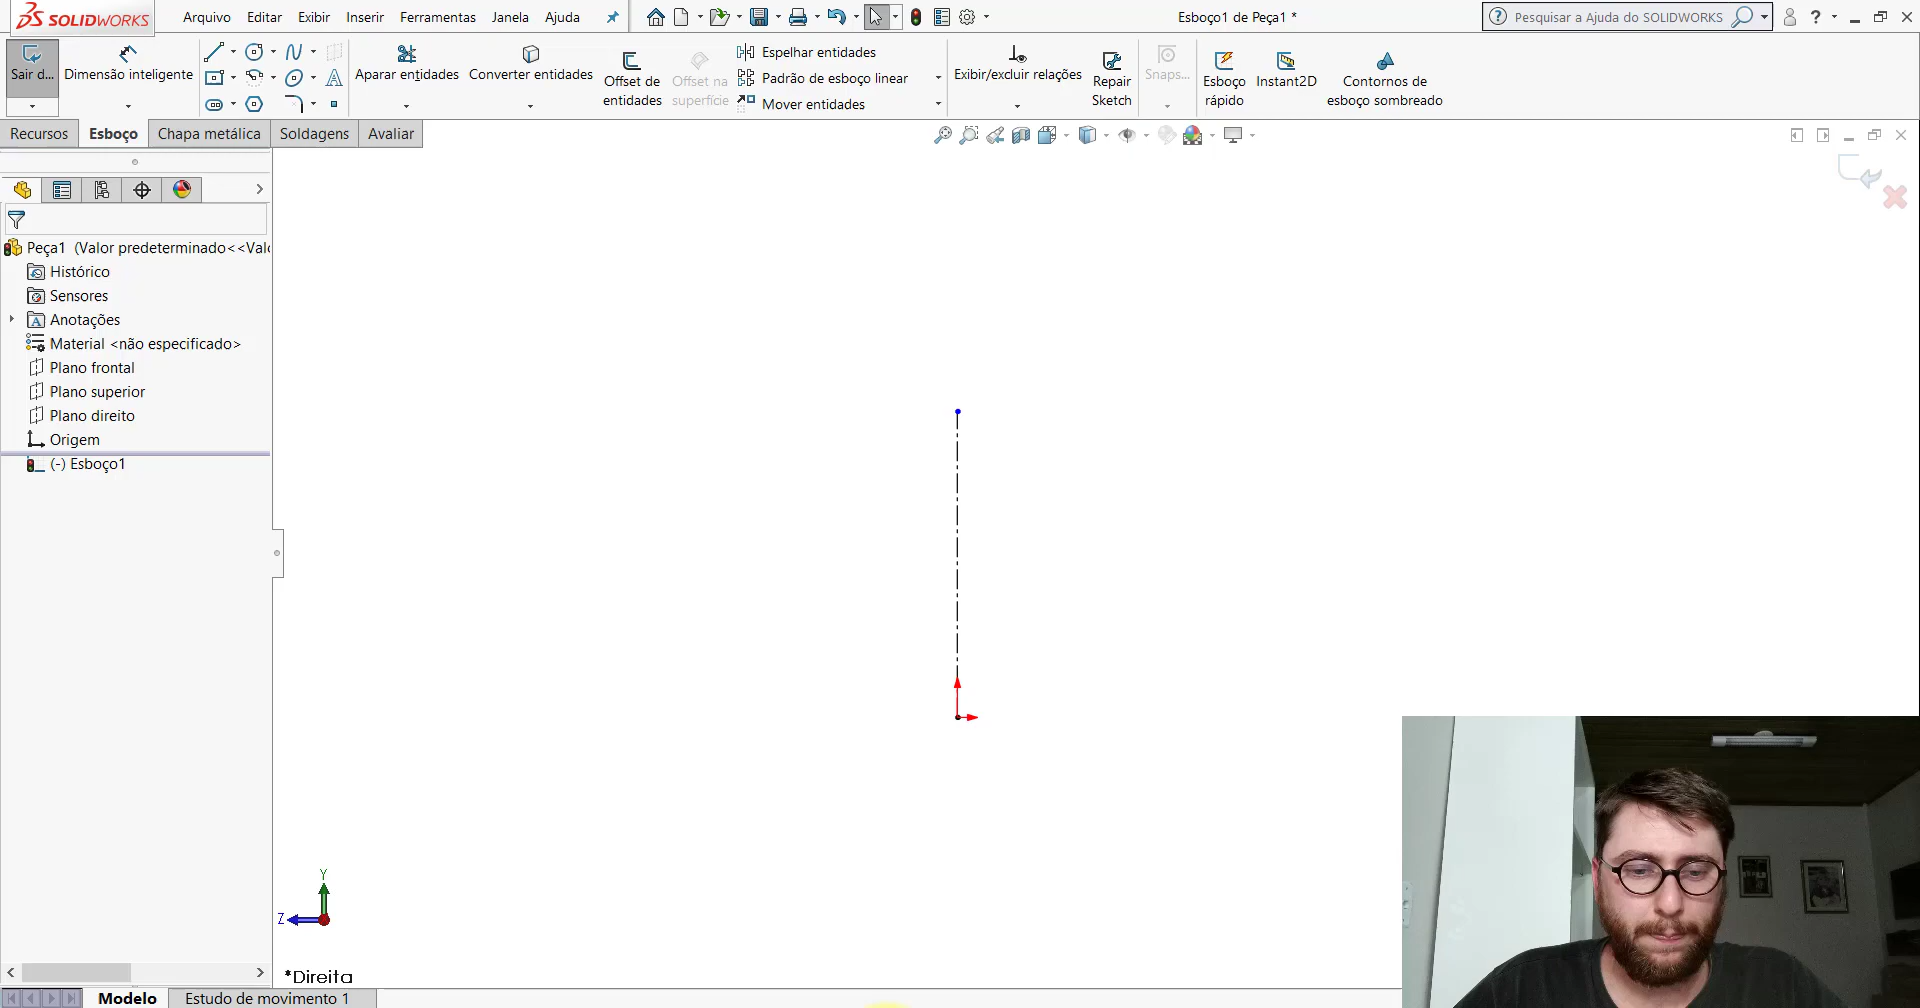 SOLIDWORKS
Arquivo Editar Exibir Inserir Ferramentas Janela Ajuda
Esboço1 de Peça1 *
Pesquisar a Ajuda do SOLIDWORKS
?
Sair d...
Dimensão inteligente
Aparar entidades
Converter entidades
Offset de
entidades
Offset na
superfície
Espelhar entidades
Padrão de esboço linear
Mover entidades
Exibir/excluir relações
Repair
Sketch
Snaps...
Esboço
rápido
Instant2D
Contornos de
esboço sombreado
Recursos Esboço Chapa metálica Soldagens Avaliar
Peça1 (Valor predeterminado<<Valo
Histórico
Sensores
Anotações
Material <não especificado>
Plano frontal
Plano superior
Plano direito
Origem
(-) Esboço1
Y
Z
*Direita
Modelo Estudo de movimento 1